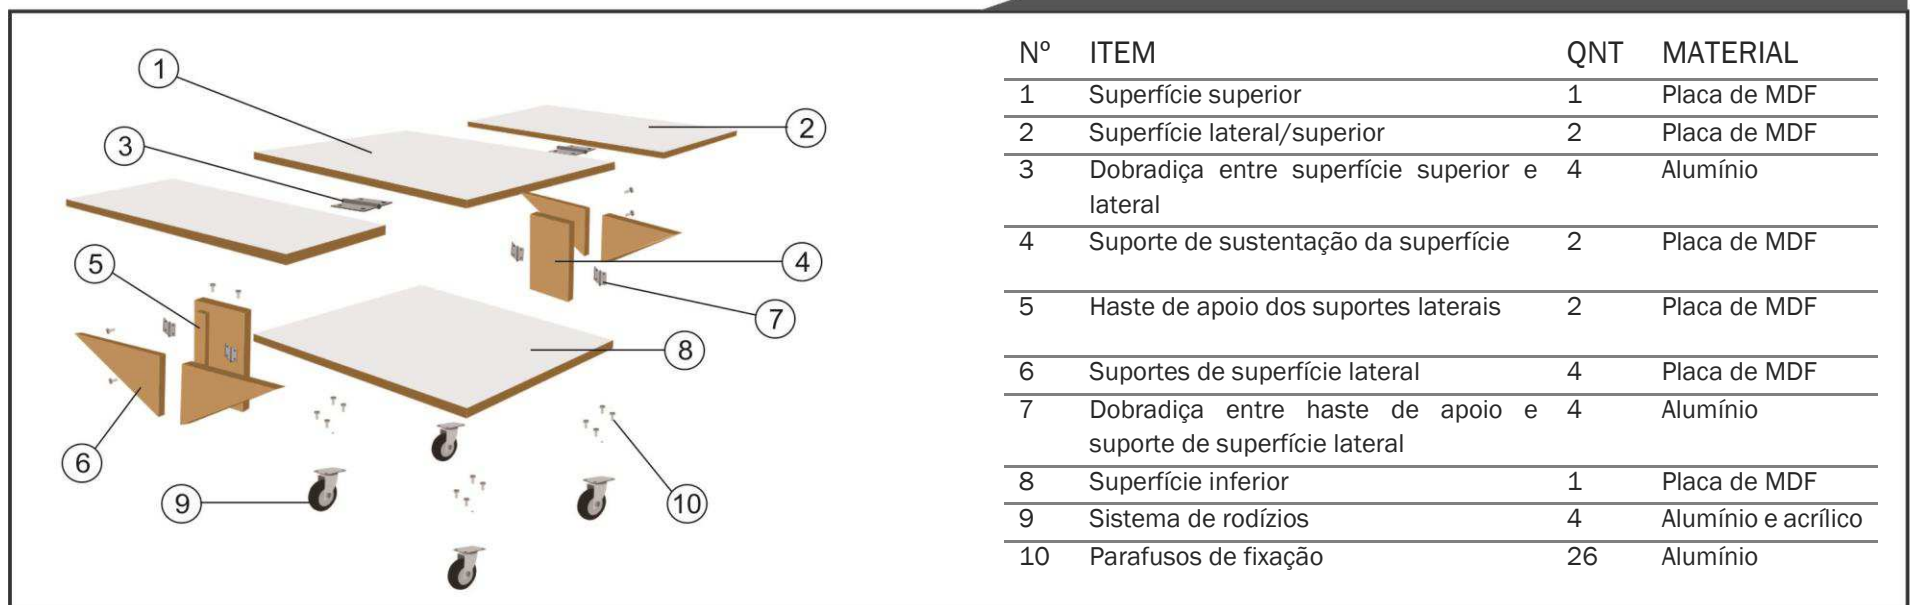 1
2
3
4
5
7
8
6
9
10
Nº ITEM QNT MATERIAL
1 Superfície superior 1 Placa de MDF
2 Superfície lateral/superior 2 Placa de MDF
3 Dobradiça entre superfície superior e 4 Alumínio
lateral
4 Suporte de sustentação da superfície 2 Placa de MDF
5 Haste de apoio dos suportes laterais 2 Placa de MDF
6 Suportes de superfície lateral 4 Placa de MDF
7 Dobradiça entre haste de apoio e 4 Alumínio
suporte de superfície lateral
8 Superfície inferior 1 Placa de MDF
9 Sistema de rodízios 4 Alumínio e acrílico
10 Parafusos de fixação 26 Alumínio